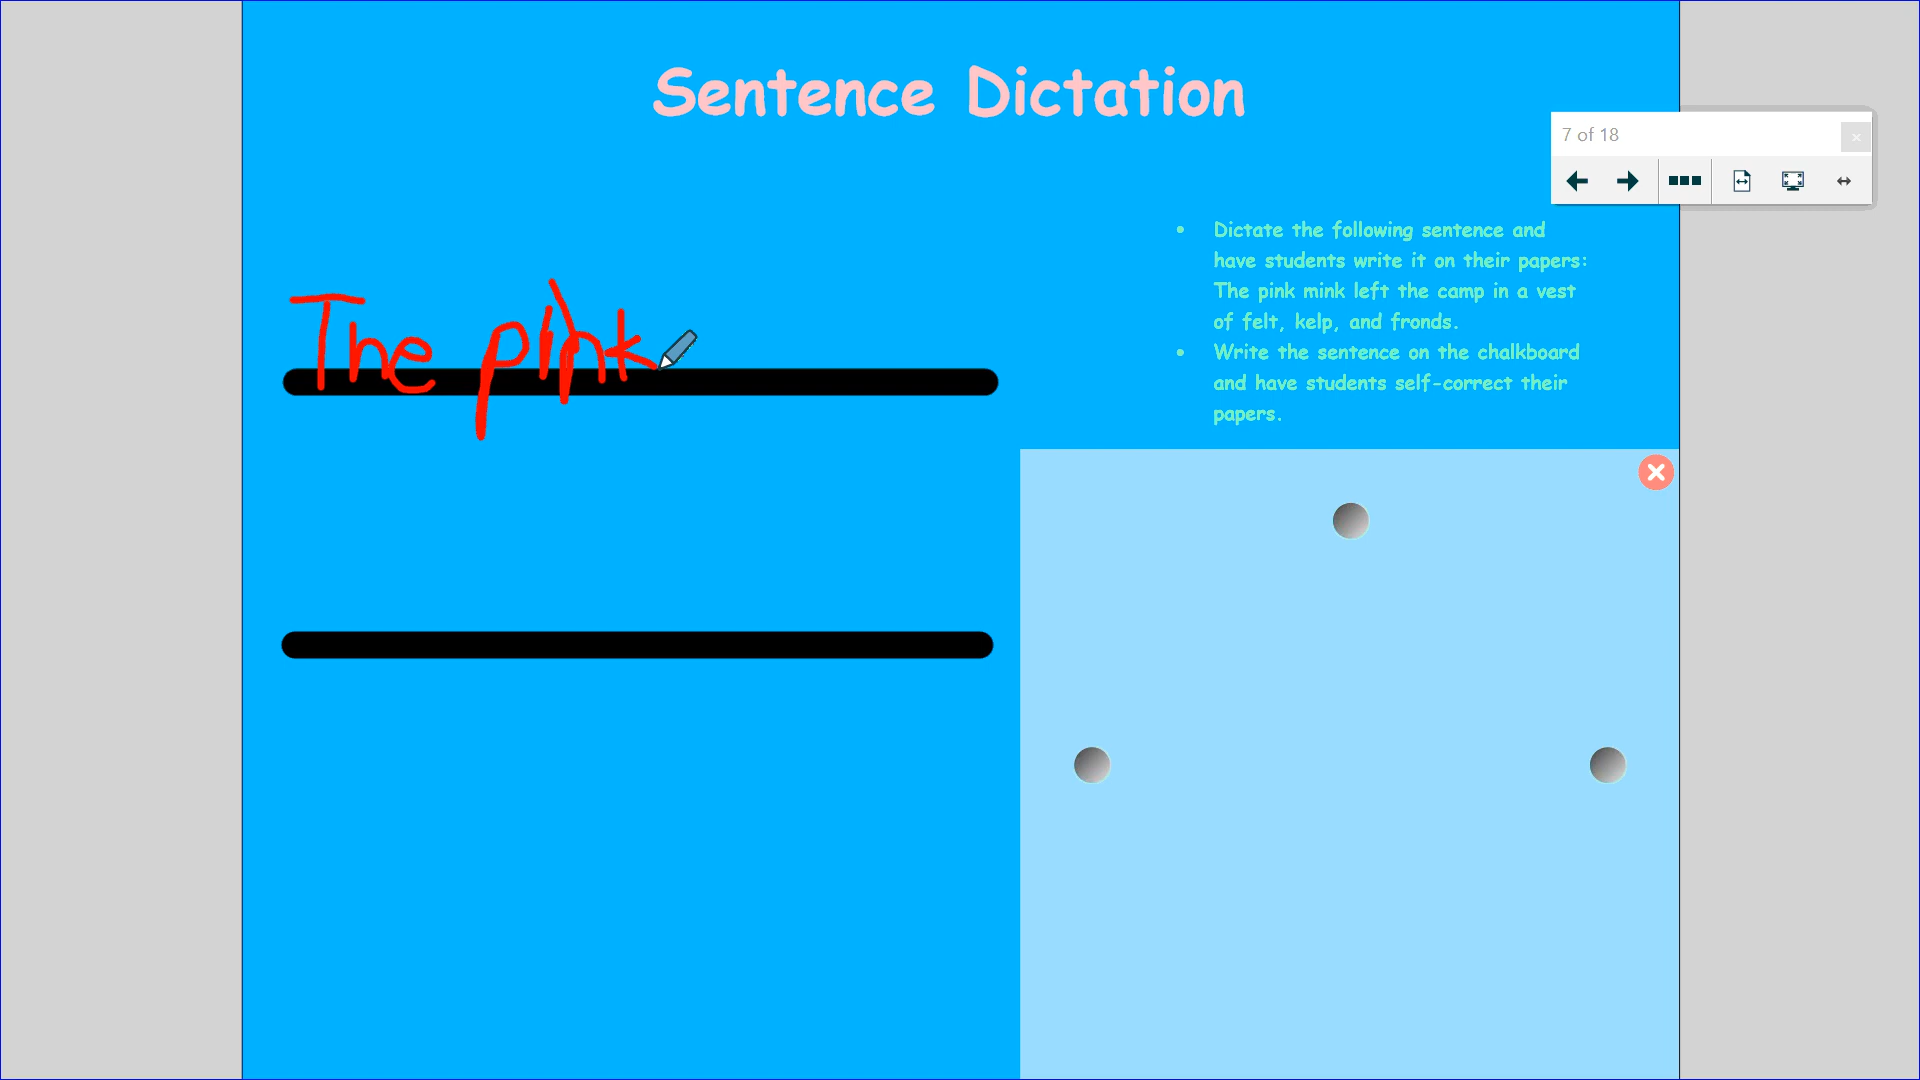 Sentence Dictation
7 of 18
• Dictate the following sentence and
have students write it on their papers:
The pink mink left the camp in a vest
of felt, kelp, and fronds.
• Write the sentence on the chalkboard
and have students self-correct their
papers.
The pink